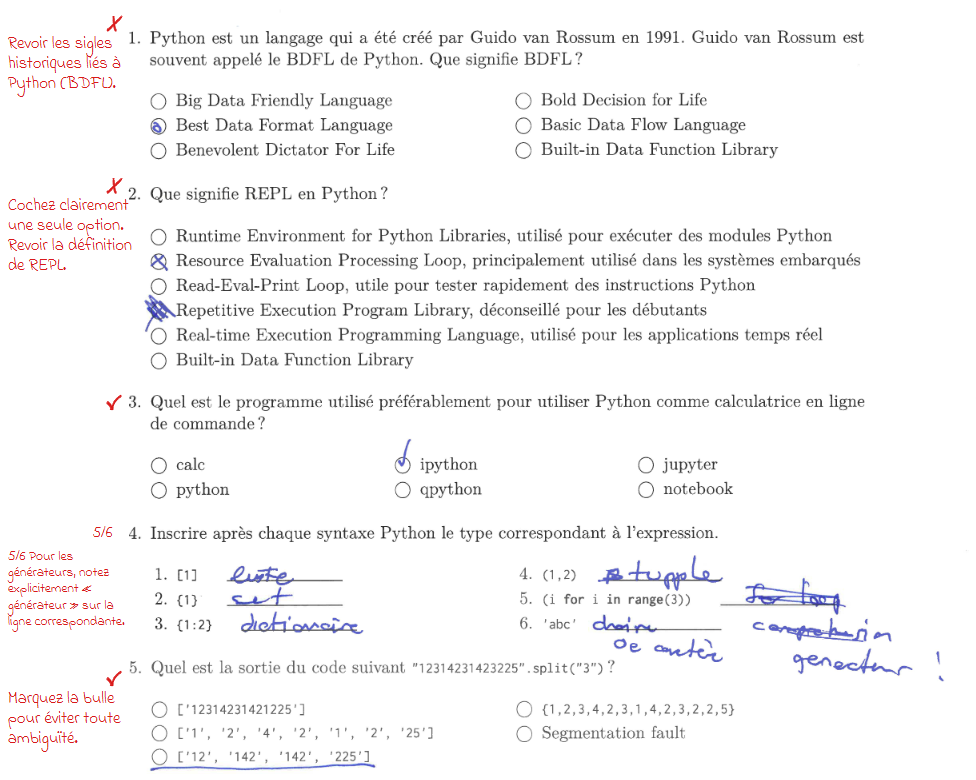 ✗
Revoir les sigles
historiques liés à
Python (BDFL).
1. Python est un langage qui a été créé par Guido van Rossum en 1991. Guido van Rossum est
souvent appelé le BDFL de Python. Que signifie BDFL ?
Big Data Friendly Language
Bold Decision for Life
Best Data Format Language
Basic Data Flow Language
Benevolent Dictator For Life
Built-in Data Function Library
✗
Cochez clairement
une seule option.
Revoir la définition
de REPL.
2. Que signifie REPL en Python ?
Runtime Environment for Python Libraries, utilisé pour exécuter des modules Python
Resource Evaluation Processing Loop, principalement utilisé dans les systèmes embarqués
Read-Eval-Print Loop, utile pour tester rapidement des instructions Python
Repetitive Execution Program Library, déconseillé pour les débutants
Real-time Execution Programming Language, utilisé pour les applications temps réel
Built-in Data Function Library
✓
3. Quel est le programme utilisé préférablement pour utiliser Python comme calculatrice en ligne
de commande ?
calc
ipython
jupyter
python
qpython
notebook
5/6
4. Inscrire après chaque syntaxe Python le type correspondant à l'expression.
5/6 Pour les
générateurs, notez
explicitement «
générateur » sur la
ligne correspondante.
1. [1] liste
2. {1} set
3. {1:2} dictionaire
4. (1,2) tupple
5. (i for i in range(3)) for loop
comprehension
genecteur !
6. 'abc' chaine
De cartèr
✓
5. Quel est la sortie du code suivant "12314231423225".split("3") ?
Marquez la bulle
pour éviter toute
ambiguïté.
['12314231421225']
{1,2,3,4,2,3,1,4,2,3,2,2,5}
['1', '2', '4', '2', '1', '2', '25']
Segmentation fault
['12', '142', '142', '225']